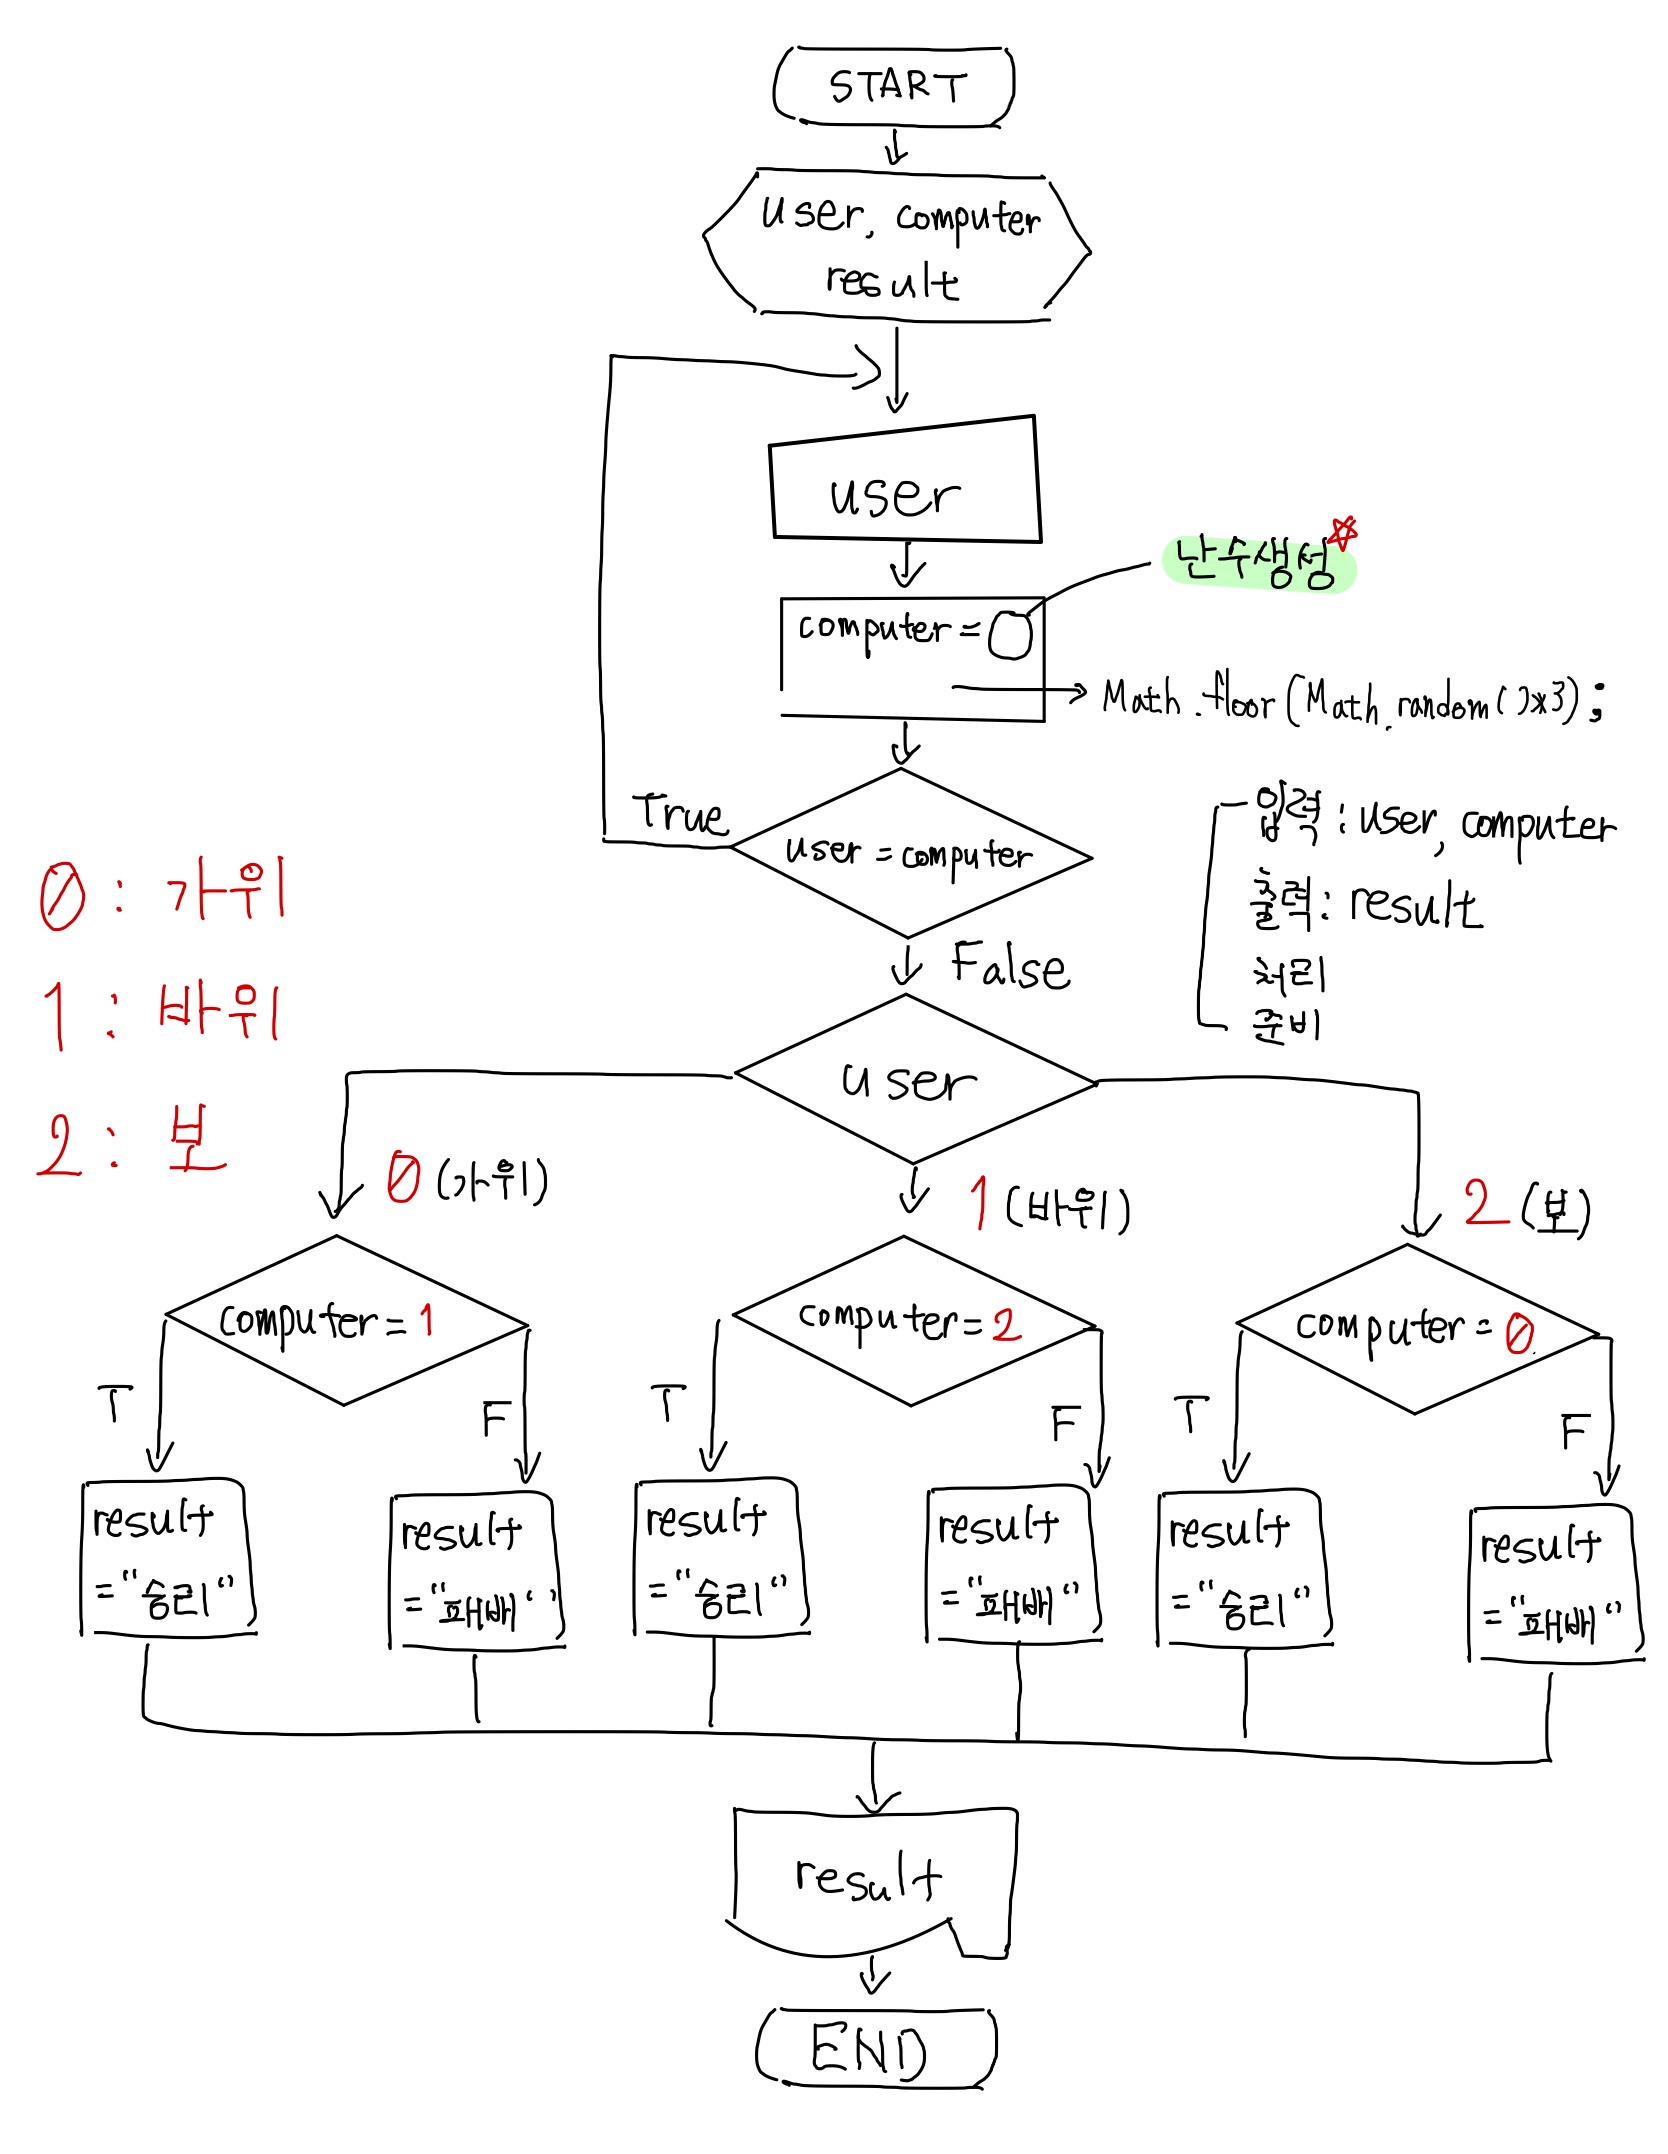 START
user, computer
result
user
난수생성
computer =
Math.floor(Math.random()*3);
True
user = computer
False
입력 : user, computer
출력 : result
처리
준비
0 : 가위
1 : 바위
2 : 보
user
0 (가위)
1 (바위)
2 (보)
computer = 1
computer = 2
computer = 0
T
F
T
F
T
F
result
="승리"
result
="패배"
result
="승리"
result
="패배"
result
="승리"
result
="패배"
result
END